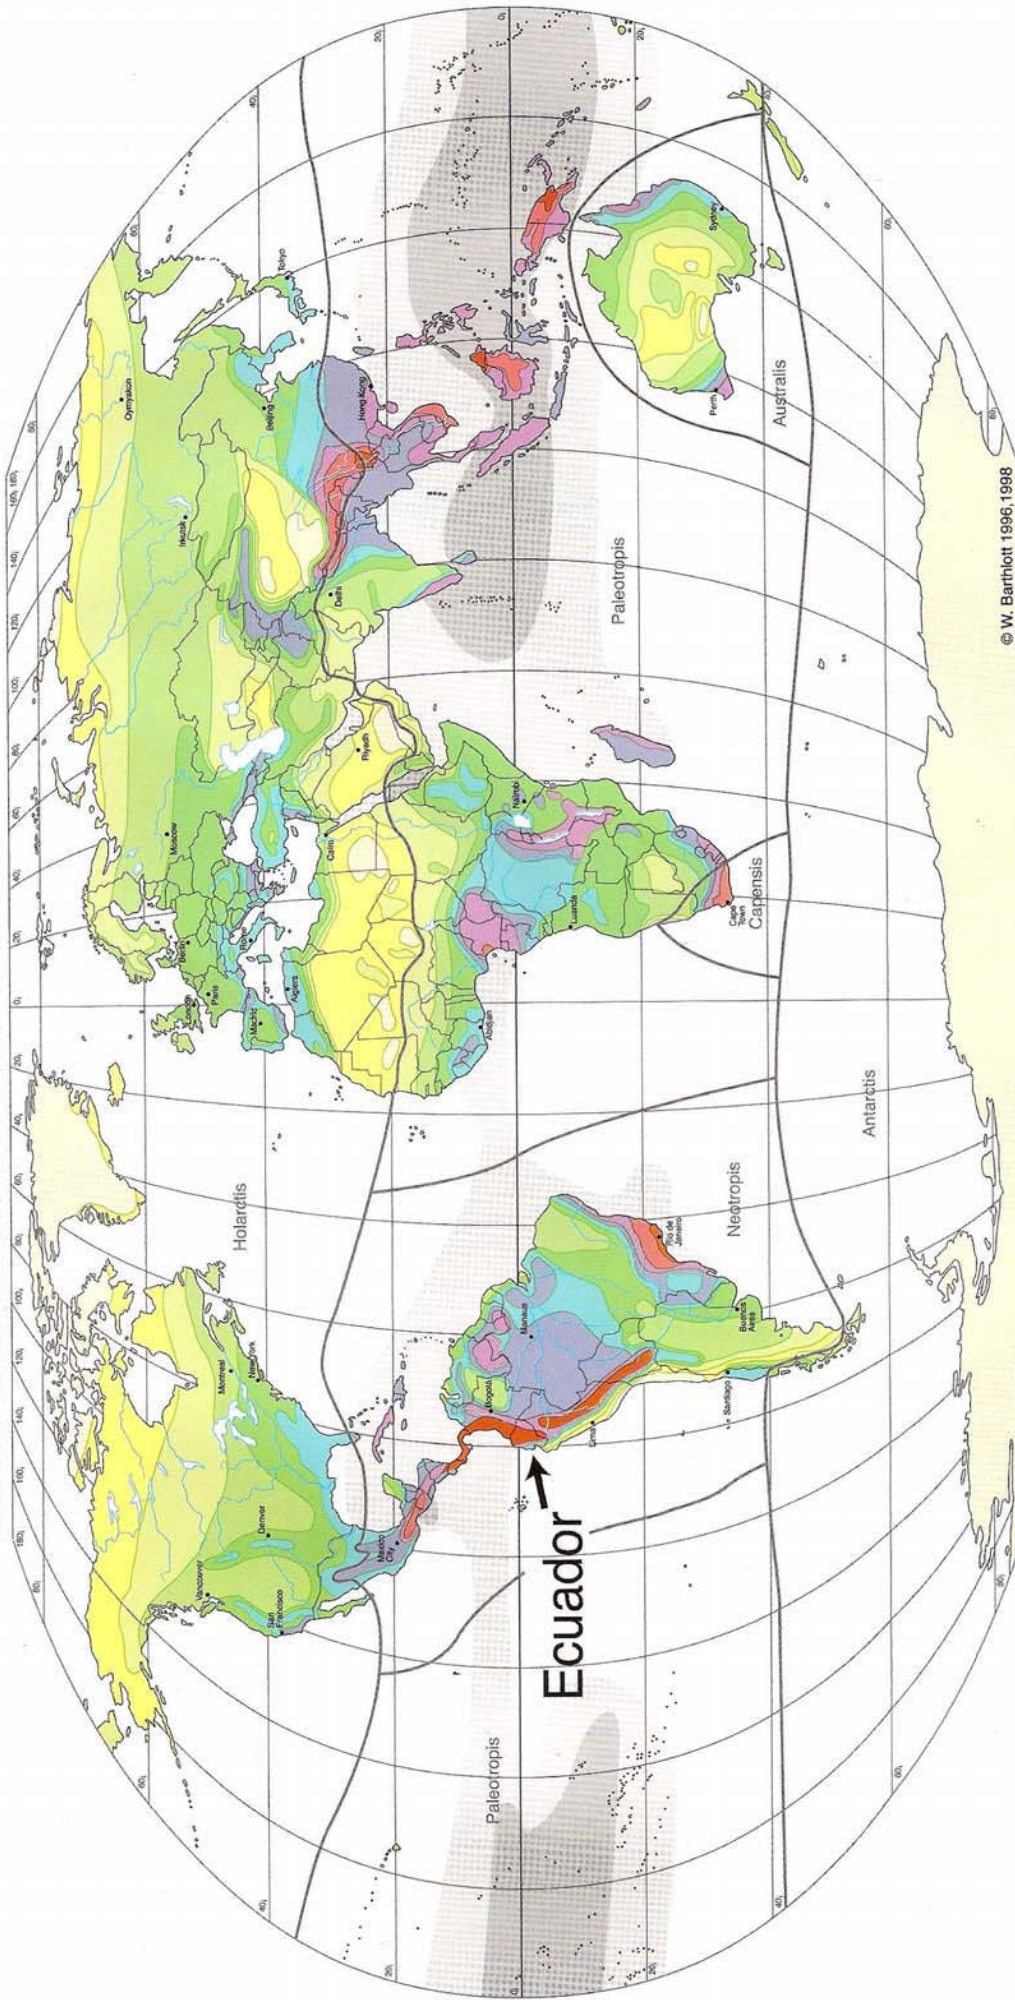 Holarctis
Paleotropis
Neotropis
Paleotropis
Capensis
Australis
Antarctis
Ecuador
Vancouver
San
Francisco
Denver
Montreal
New York
Mexico
City
Bogotá
Lima
Manaus
Rio de
Janeiro
Buenos
Aires
Santiago
London
Paris
Berlin
Madrid
Rome
Algiers
Moscow
Cairo
Riyadh
Abidjan
Luanda
Nairobi
Cape
Town
Delhi
Irkutsk
Oymyakon
Beijing
Tokyo
Hong Kong
Perth
Sydney
© W. Barthlott 1996,1998